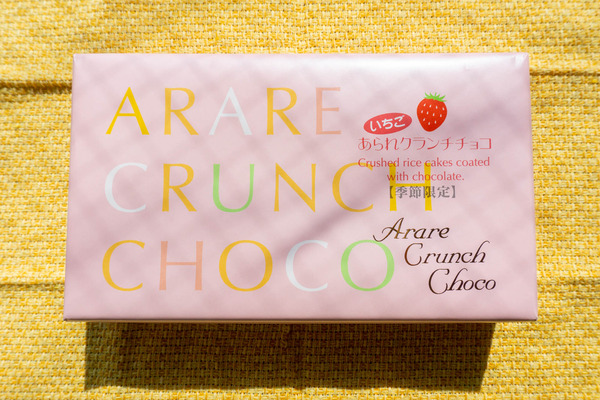 ARARE
CRUNCH
CHOCO
いちご
あられクランチチョコ
Crushed rice cakes coated
with chocolate.
【季節限定】
Arare
Crunch
Choco